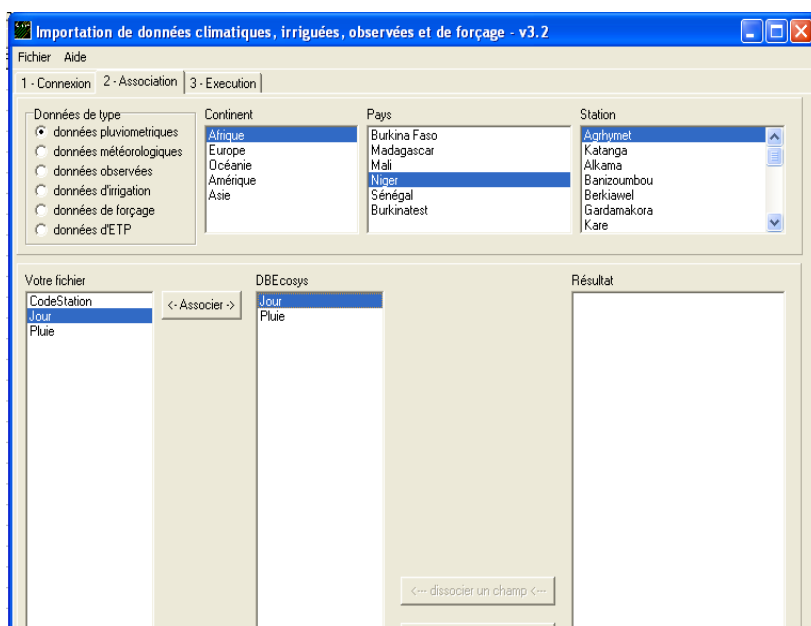 Importation de données climatiques, irriguées, observées et de forçage - v3.2
Fichier Aide
1 - Connexion 2 - Association 3 - Execution
Données de type
données pluviometriques
données météorologiques
données observées
données d'irrigation
données de forçage
données d'ETP
Continent
Afrique
Europe
Océanie
Amérique
Asie
Pays
Burkina Faso
Madagascar
Mali
Niger
Sénégal
Burkinatest
Station
Agrhymet
Katanga
Alkama
Banizoumbou
Berkiawel
Gardamakora
Kare
Votre fichier
CodeStation
Jour
Pluie
<- Associer ->
DBEcosys
Jour
Pluie
<--- dissocier un champ <---
Résultat